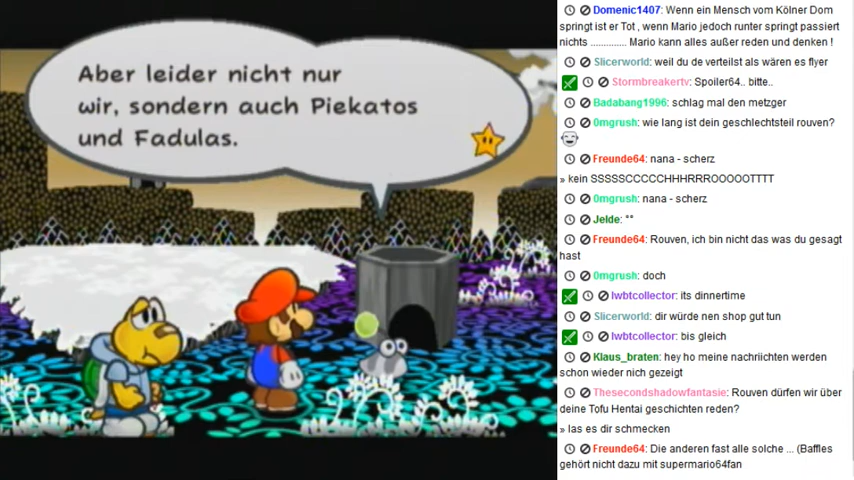 Aber leider nicht nur
wir, sondern auch Piekatos
und Fadulas.
Domenic1407: Wenn ein Mensch vom Kölner Dom
springt ist er Tot , wenn Mario jedoch runter springt passiert
nichts .............. Mario kann alles außer reden und denken !
Slicerworld: weil du de verteilst als wären es flyer
Stormbreakertv: Spoiler64.. bitte..
Badabang1996: schlag mal den metzger
0mgrush: wie lang ist dein geschlechtsteil rouven?
Freunde64: nana - scherz
» kein SSSSSCCCCCHHHRRROOOOOTTTT
0mgrush: nana - scherz
Jelde: °°
Freunde64: Rouven, ich bin nicht das was du gesagt
hast
0mgrush: doch
lwbtcollector: its dinnertime
Slicerworld: dir würde nen shop gut tun
lwbtcollector: bis gleich
Klaus_braten: hey ho meine nachriichten werden
schon wieder nich gezeigt
Thesecondshadowfantasie: Rouven dürfen wir über
deine Tofu Hentai geschichten reden?
» las es dir schmecken
Freunde64: Die anderen fast alle solche ... (Baffles
gehört nicht dazu mit supermario64fan